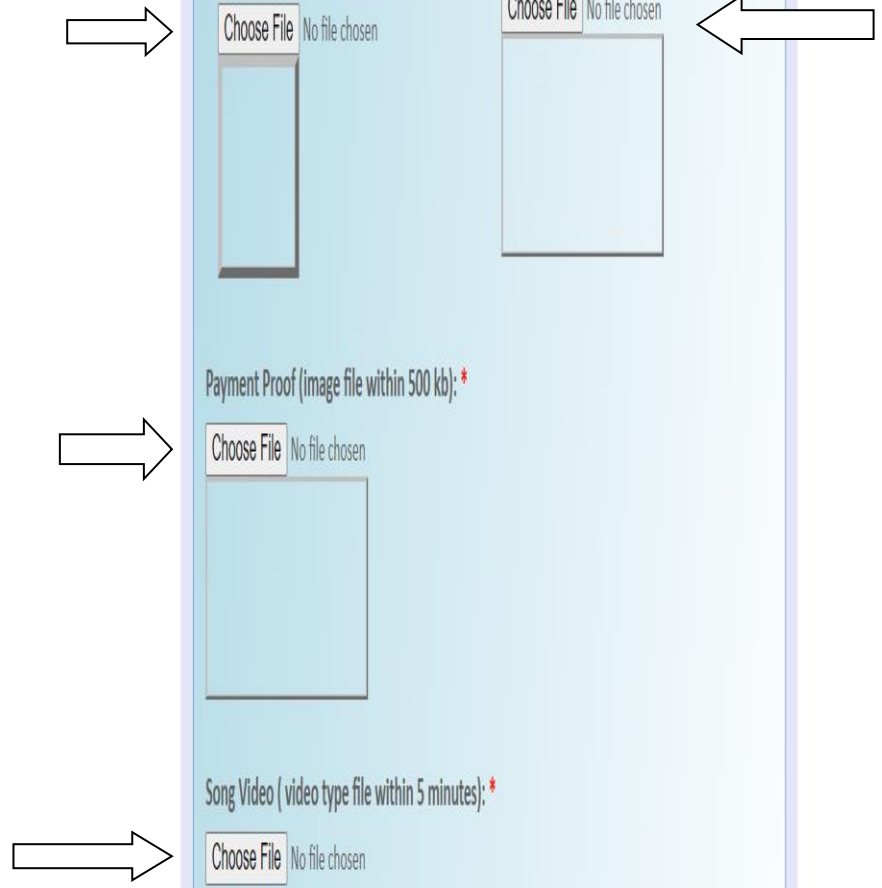 Choose File No file chosen
Choose File No file chosen
Payment Proof (image file within 500 kb): *
Choose File No file chosen
Song Video ( video type file within 5 minutes): *
Choose File No file chosen